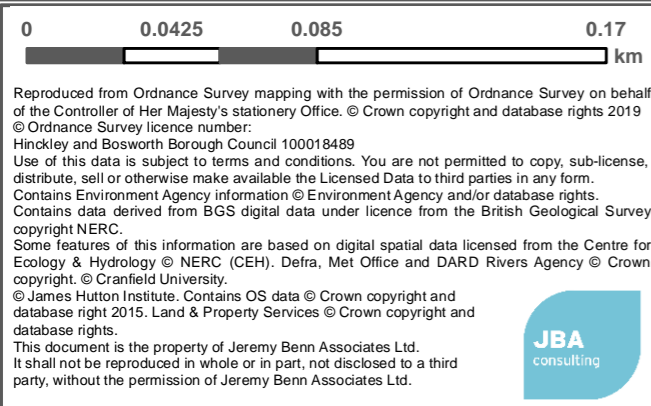 0 0.0425 0.085 0.17
km
Reproduced from Ordnance Survey mapping with the permission of Ordnance Survey on behalf
of the Controller of Her Majesty's stationery Office. © Crown copyright and database rights 2019
© Ordnance Survey licence number:
Hinckley and Bosworth Borough Council 100018489
Use of this data is subject to terms and conditions. You are not permitted to copy, sub-license,
distribute, sell or otherwise make available the Licensed Data to third parties in any form.
Contains Environment Agency information © Environment Agency and/or database rights.
Contains data derived from BGS digital data under licence from the British Geological Survey
copyright NERC.
Some features of this information are based on digital spatial data licensed from the Centre for
Ecology & Hydrology © NERC (CEH). Defra, Met Office and DARD Rivers Agency © Crown
copyright. © Cranfield University.
© James Hutton Institute. Contains OS data © Crown copyright and
database right 2015. Land & Property Services © Crown copyright and
database rights.
This document is the property of Jeremy Benn Associates Ltd.
It shall not be reproduced in whole or in part, not disclosed to a third
party, without the permission of Jeremy Benn Associates Ltd.
JBA
consulting